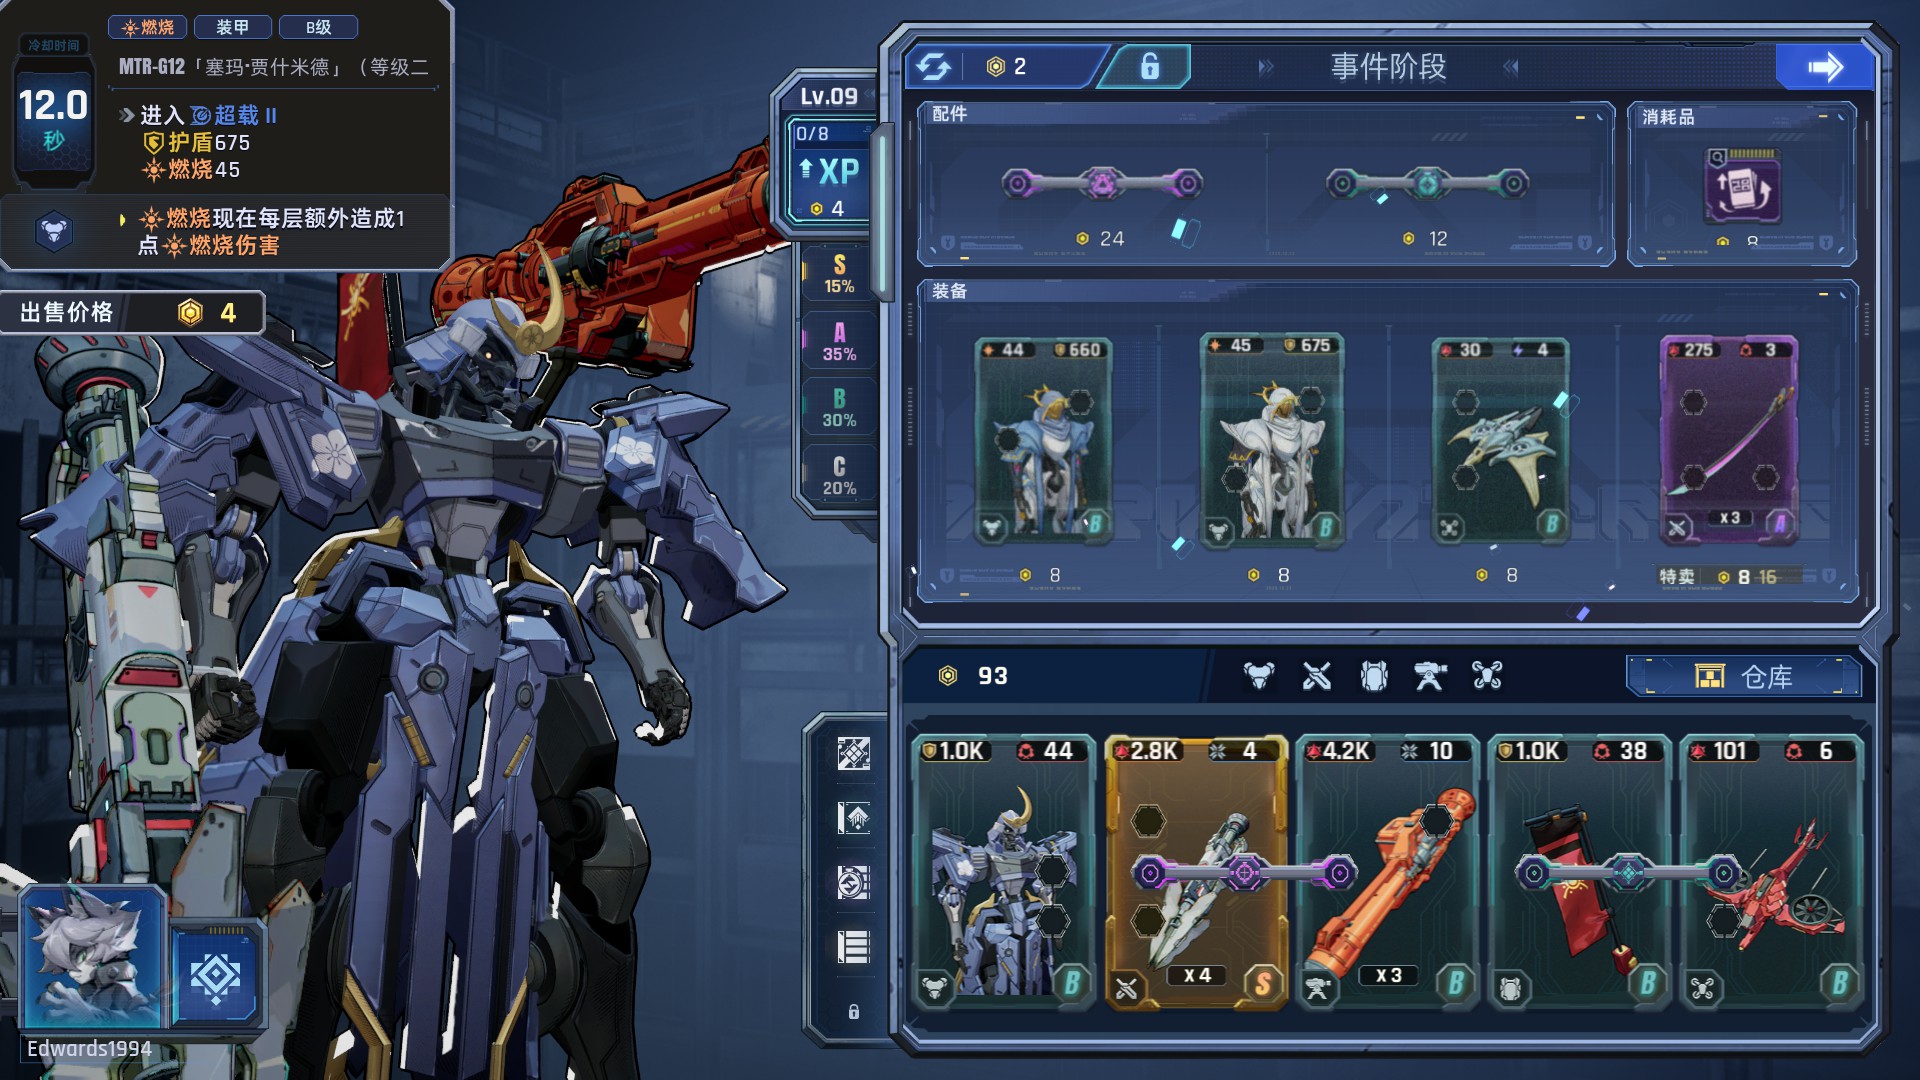 燃烧 装甲 B级
冷却时间
MTR-G12「塞玛·贾什米德」（等级二
12.0
秒
进入 超载 II
护盾675
燃烧45
燃烧现在每层额外造成1
点 燃烧伤害
出售价格 4
Lv.09
0/8
XP
4
S
15%
A
35%
B
30%
C
20%
2
事件阶段
配件
24
12
消耗品
8
装备
44 660
B
8
45 675
B
8
30 4
B
8
275 3
x3
A
特卖 8 16
93
仓库
1.0K 44
B
2.8K 4
x4
S
4.2K 10
x3
B
1.0K 38
B
101 6
B
Edwards1994